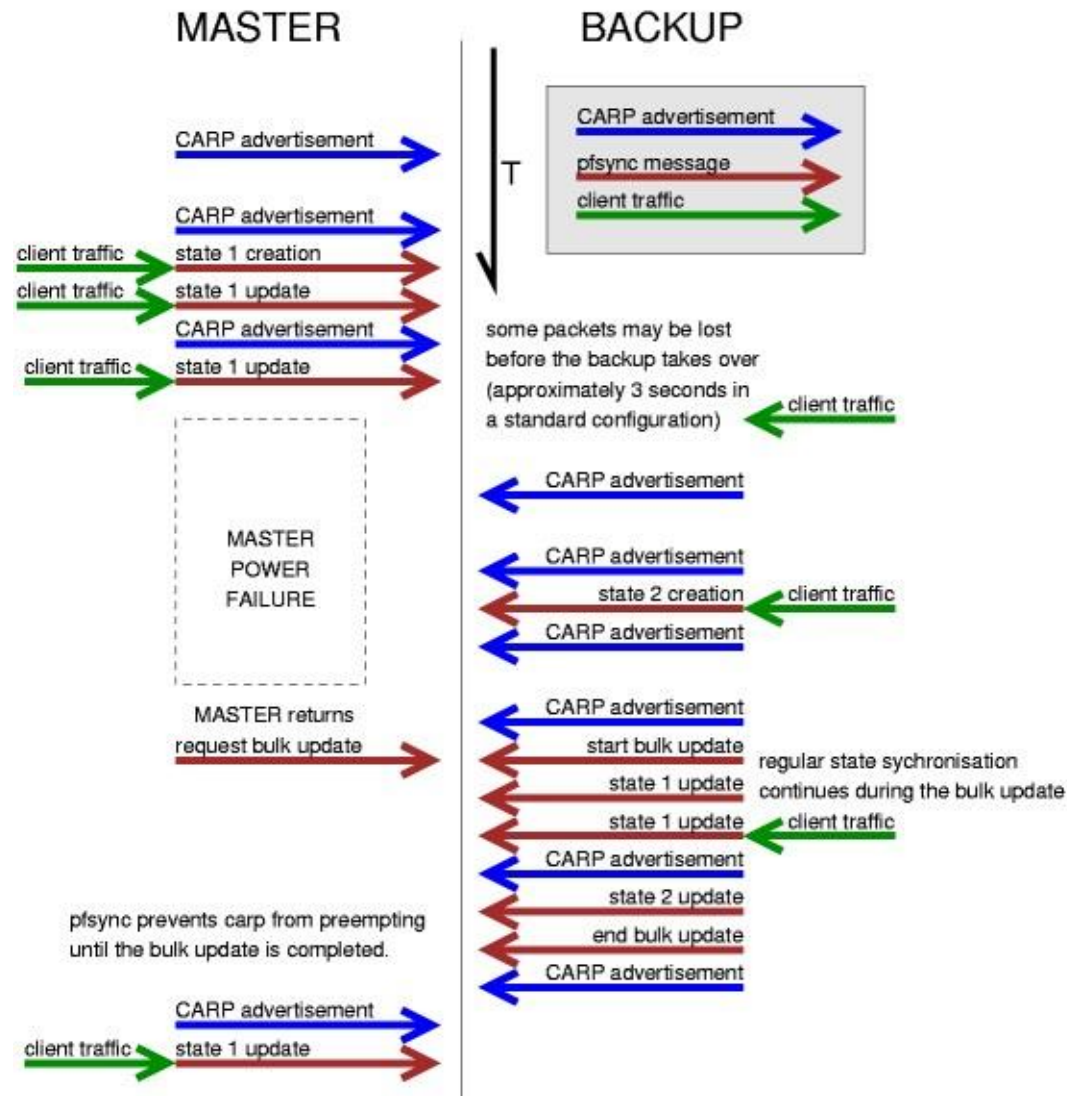 MASTER
BACKUP
CARP advertisement
pfsync message
client traffic
T
CARP advertisement
CARP advertisement
client traffic
state 1 creation
client traffic
state 1 update
CARP advertisement
client traffic
state 1 update
some packets may be lost
before the backup takes over
(approximately 3 seconds in
a standard configuration)
client traffic
MASTER
POWER
FAILURE
CARP advertisement
CARP advertisement
state 2 creation
client traffic
CARP advertisement
MASTER returns
request bulk update
CARP advertisement
start bulk update
state 1 update
regular state sychronisation
continues during the bulk update
state 1 update
client traffic
CARP advertisement
state 2 update
end bulk update
CARP advertisement
pfsync prevents carp from preempting
until the bulk update is completed.
CARP advertisement
client traffic
state 1 update